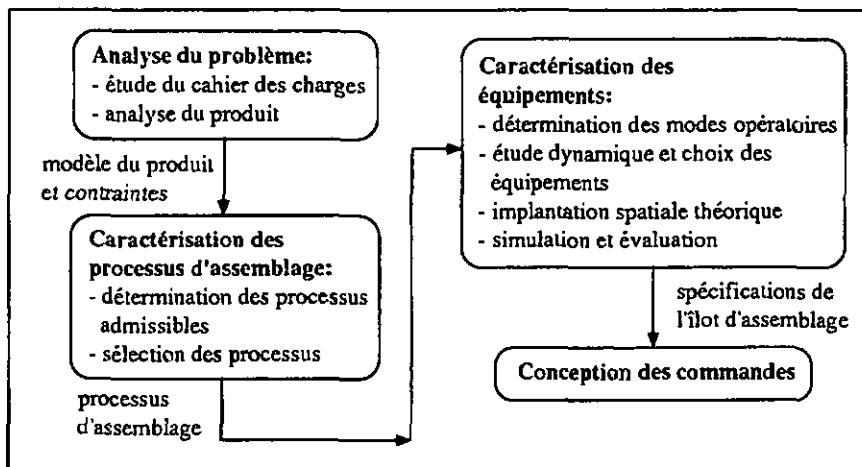 Analyse du problème:
- étude du cahier des charges
- analyse du produit
modèle du produit
et contraintes
Caractérisation des
processus d'assemblage:
- détermination des processus
admissibles
- sélection des processus
processus
d'assemblage
Caractérisation des
équipements:
- détermination des modes opératoires
- étude dynamique et choix des
équipements
- implantation spatiale théorique
- simulation et évaluation
spécifications de
l'îlot d'assemblage
Conception des commandes